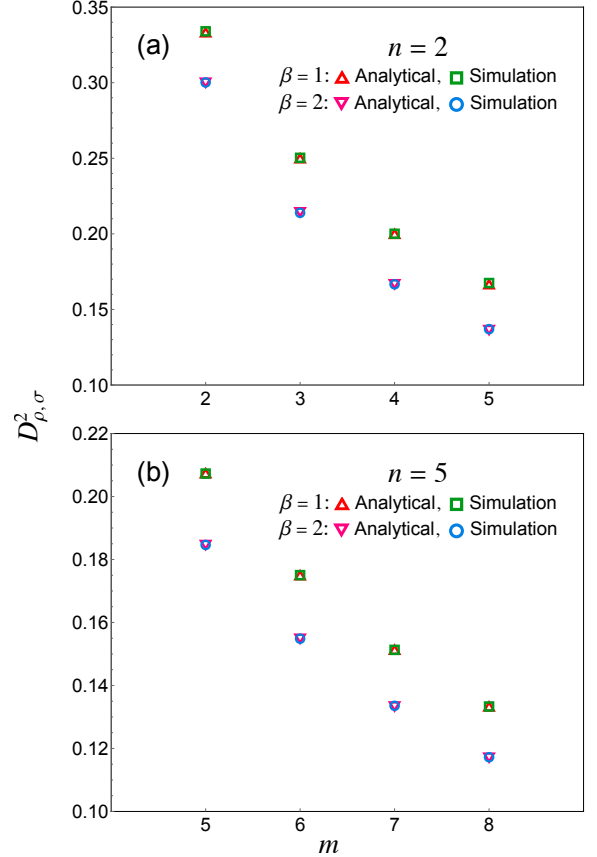 (a)
n = 2
β = 1: Analytical, Simulation
β = 2: Analytical, Simulation
0.35
0.30
0.25
0.20
0.15
0.10
2 3 4 5
D²ρ,σ
(b)
n = 5
β = 1: Analytical, Simulation
β = 2: Analytical, Simulation
0.22
0.20
0.18
0.16
0.14
0.12
0.10
5 6 7 8
m